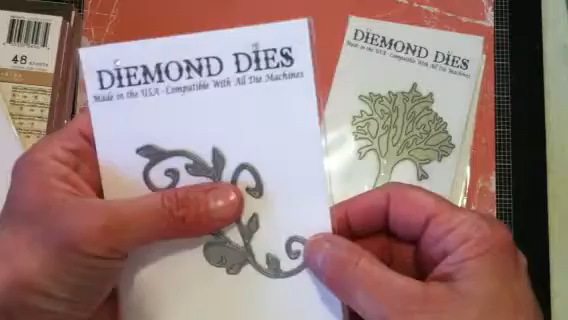 DIEMOND DIES
Made in the USA - Compatible With All Die Machines
DIEMOND DIES
Made in the USA - Compatible With All Die Machines
48